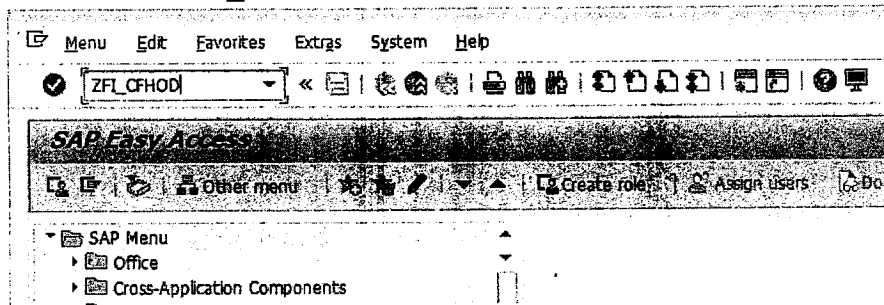 Menu Edit Favorites Extras System Help
ZFI_CFHOD
SAP Easy Access
Other menu Create role Assign users Do
SAP Menu
Office
Cross-Application Components